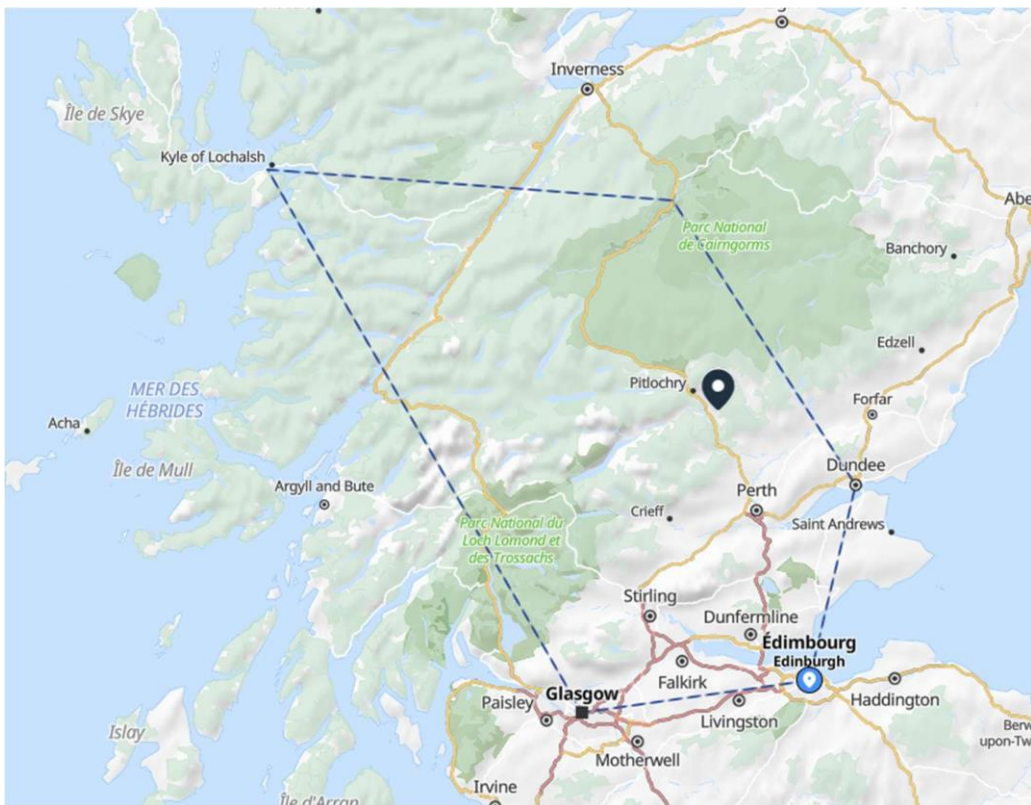 Inverness
Île de Skye
Kyle of Lochalsh
Parc National
de Cairngorms
Banchory
Edzell
MER DES
HÉBRIDES
Pitlochry
Forfar
Acha
Île de Mull
Dundee
Argyll and Bute
Perth
Crieff
Saint Andrews
Parc National du
Loch Lomond et
des Trossachs
Stirling
Dunfermline
Édimbourg
Edinburgh
Falkirk
Glasgow
Paisley
Haddington
Livingston
Islay
Motherwell
upon-Tw
Irvine
Île d'Arran
Abe
Berw